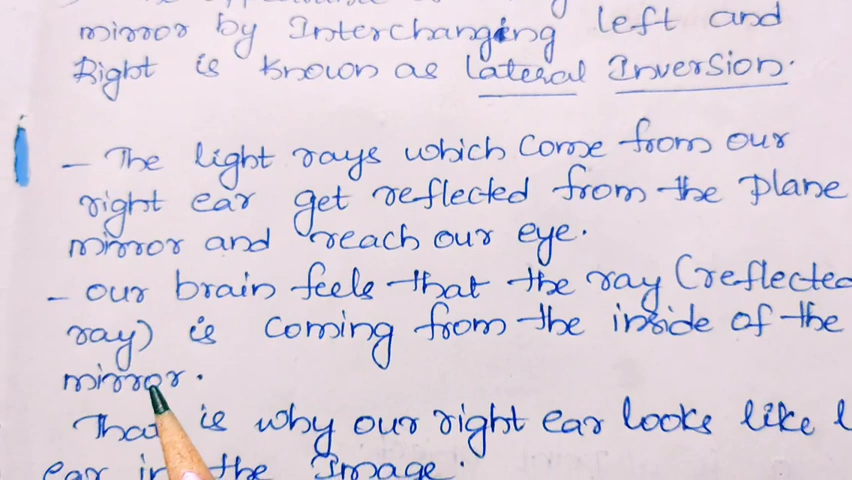 mirror by Interchanging left and
Right is known as lateral Inversion.
- The light rays which come from our
right ear get reflected from the plane
mirror and reach our eye.
- our brain feels that the ray (reflected
ray) is coming from the inside of the
mirror.
That is why our right ear looks like
ear in the Image.